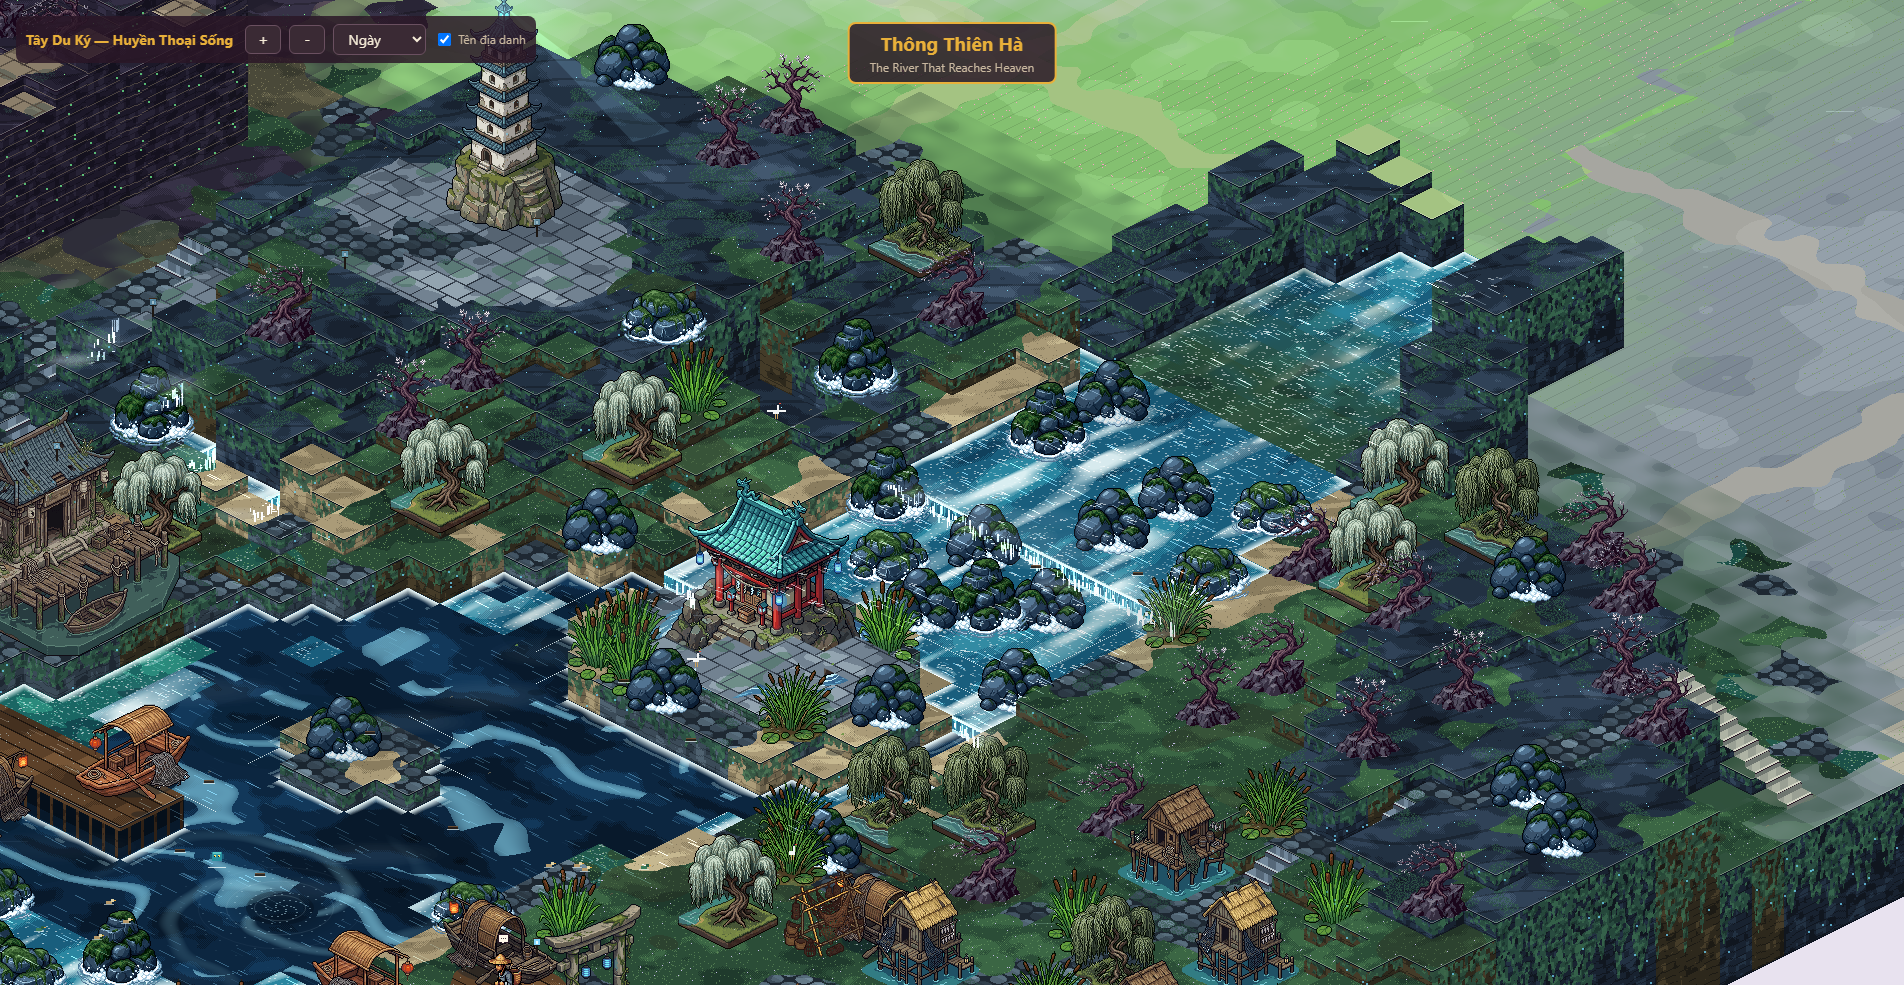 Tây Du Ký — Huyền Thoại Sống
+
-
Ngày
Tên địa danh
Thông Thiên Hà
The River That Reaches Heaven